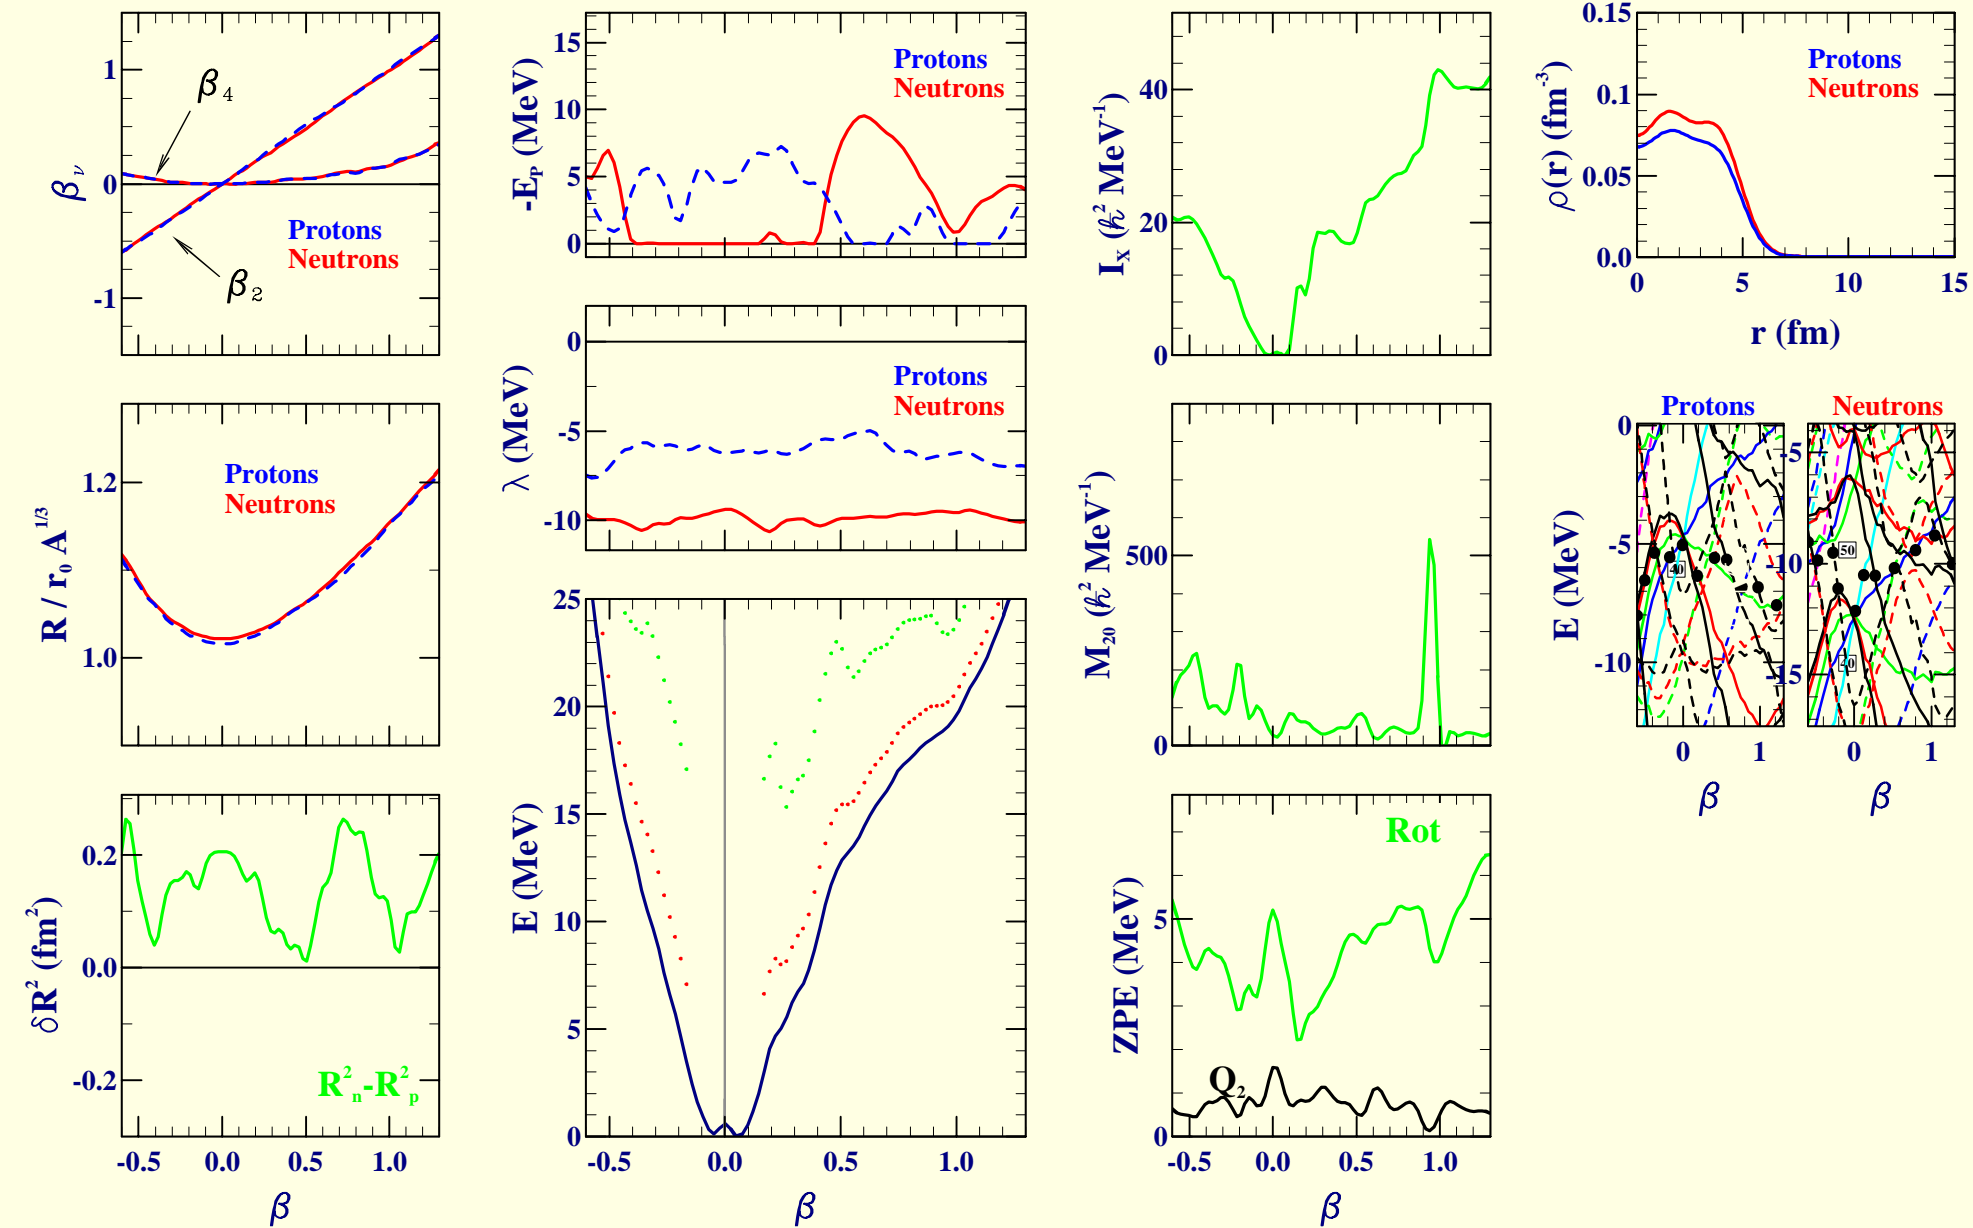 1
0
-1
β ν
β 4
β 2
Protons
Neutrons
1.2
1.0
R / r0 A 1/3
Protons
Neutrons
0.2
0.0
-0.2
δR² (fm²)
R²n-R²p
-0.5 0.0 0.5 1.0
β
15
10
5
0
-EP (MeV)
Protons
Neutrons
0
-5
-10
λ (MeV)
Protons
Neutrons
25
20
15
10
5
0
E (MeV)
-0.5 0.0 0.5 1.0
β
40
20
0
IX (ℏ² MeV⁻¹)
500
0
M20 (ℏ² MeV⁻¹)
5
0
ZPE (MeV)
Rot
Q2
-0.5 0.0 0.5 1.0
β
0.15
0.1
0.05
0.0
ρ(r) (fm⁻³)
Protons
Neutrons
0 5 10 15
r (fm)
Protons Neutrons
0
-5
-10
E (MeV)
40
-5
-10
-15
50
40
0 1 0 1
β β